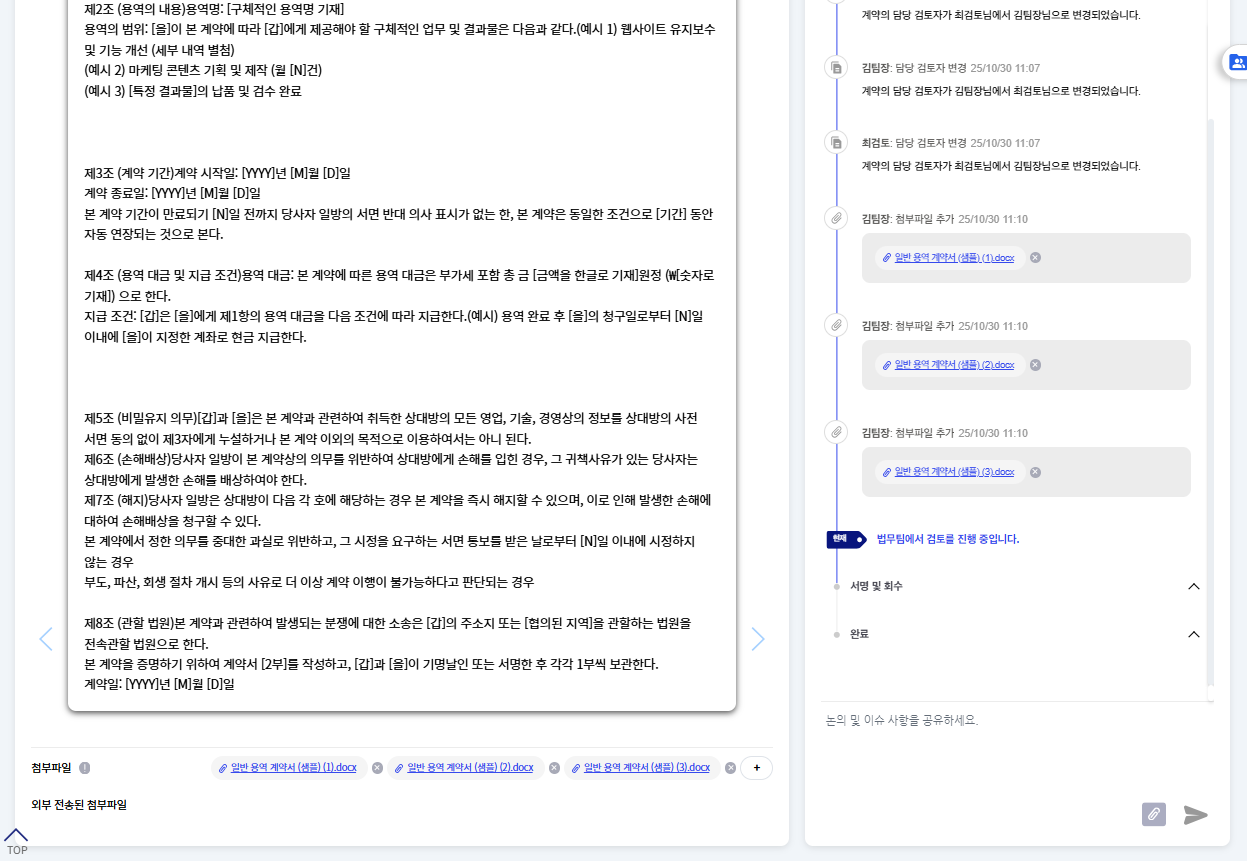 제2조 (용역의 내용)용역명: [구체적인 용역명 기재]
용역의 범위: [을]이 본 계약에 따라 [갑]에게 제공해야 할 구체적인 업무 및 결과물은 다음과 같다.(예시 1) 웹사이트 유지보수
및 기능 개선 (세부 내역 별첨)
(예시 2) 마케팅 콘텐츠 기획 및 제작 (월 [N]건)
(예시 3) [특정 결과물]의 납품 및 검수 완료
제3조 (계약 기간)계약 시작일: [YYYY]년 [M]월 [D]일
계약 종료일: [YYYY]년 [M]월 [D]일
본 계약 기간이 만료되기 [N]일 전까지 당사자 일방의 서면 반대 의사 표시가 없는 한, 본 계약은 동일한 조건으로 [기간] 동안
자동 연장되는 것으로 본다.
제4조 (용역 대금 및 지급 조건)용역 대금: 본 계약에 따른 용역 대금은 부가세 포함 총 금 [금액을 한글로 기재]원정 (₩[숫자로
기재]) 으로 한다.
지급 조건: [갑]은 [을]에게 제1항의 용역 대금을 다음 조건에 따라 지급한다.(예시) 용역 완료 후 [을]의 청구일로부터 [N]일
이내에 [을]이 지정한 계좌로 현금 지급한다.
제5조 (비밀유지 의무)[갑]과 [을]은 본 계약과 관련하여 취득한 상대방의 모든 영업, 기술, 경영상의 정보를 상대방의 사전
서면 동의 없이 제3자에게 누설하거나 본 계약 이외의 목적으로 이용하여서는 아니 된다.
제6조 (손해배상)당사자 일방이 본 계약상의 의무를 위반하여 상대방에게 손해를 입힌 경우, 그 귀책사유가 있는 당사자는
상대방에게 발생한 손해를 배상하여야 한다.
제7조 (해지)당사자 일방은 상대방이 다음 각 호에 해당하는 경우 본 계약을 즉시 해지할 수 있으며, 이로 인해 발생한 손해에
대하여 손해배상을 청구할 수 있다.
본 계약에서 정한 의무를 중대한 과실로 위반하고, 그 시정을 요구하는 서면 통보를 받은 날로부터 [N]일 이내에 시정하지
않는 경우
부도, 파산, 회생 절차 개시 등의 사유로 더 이상 계약 이행이 불가능하다고 판단되는 경우
제8조 (관할 법원)본 계약과 관련하여 발생되는 분쟁에 대한 소송은 [갑]의 주소지 또는 [협의된 지역]을 관할하는 법원을
전속관할 법원으로 한다.
본 계약을 증명하기 위하여 계약서 [2부]를 작성하고, [갑]과 [을]이 기명날인 또는 서명한 후 각각 1부씩 보관한다.
계약일: [YYYY]년 [M]월 [D]일
첨부파일 ! 일반 용역 계약서 (샘플) (1).docx 일반 용역 계약서 (샘플) (2).docx 일반 용역 계약서 (샘플) (3).docx +
외부 전송된 첨부파일
TOP
계약의 담당 검토자가 최검토님에서 김팀장님으로 변경되었습니다.
김팀장: 담당 검토자 변경 25/10/30 11:07
계약의 담당 검토자가 김팀장님에서 최검토님으로 변경되었습니다.
최검토: 담당 검토자 변경 25/10/30 11:07
계약의 담당 검토자가 최검토님에서 김팀장님으로 변경되었습니다.
김팀장: 첨부파일 추가 25/10/30 11:10
일반 용역 계약서 (샘플) (1).docx
김팀장: 첨부파일 추가 25/10/30 11:10
일반 용역 계약서 (샘플) (2).docx
김팀장: 첨부파일 추가 25/10/30 11:10
일반 용역 계약서 (샘플) (3).docx
현재 법무팀에서 검토를 진행 중입니다.
서명 및 회수
완료
논의 및 이슈 사항을 공유하세요.